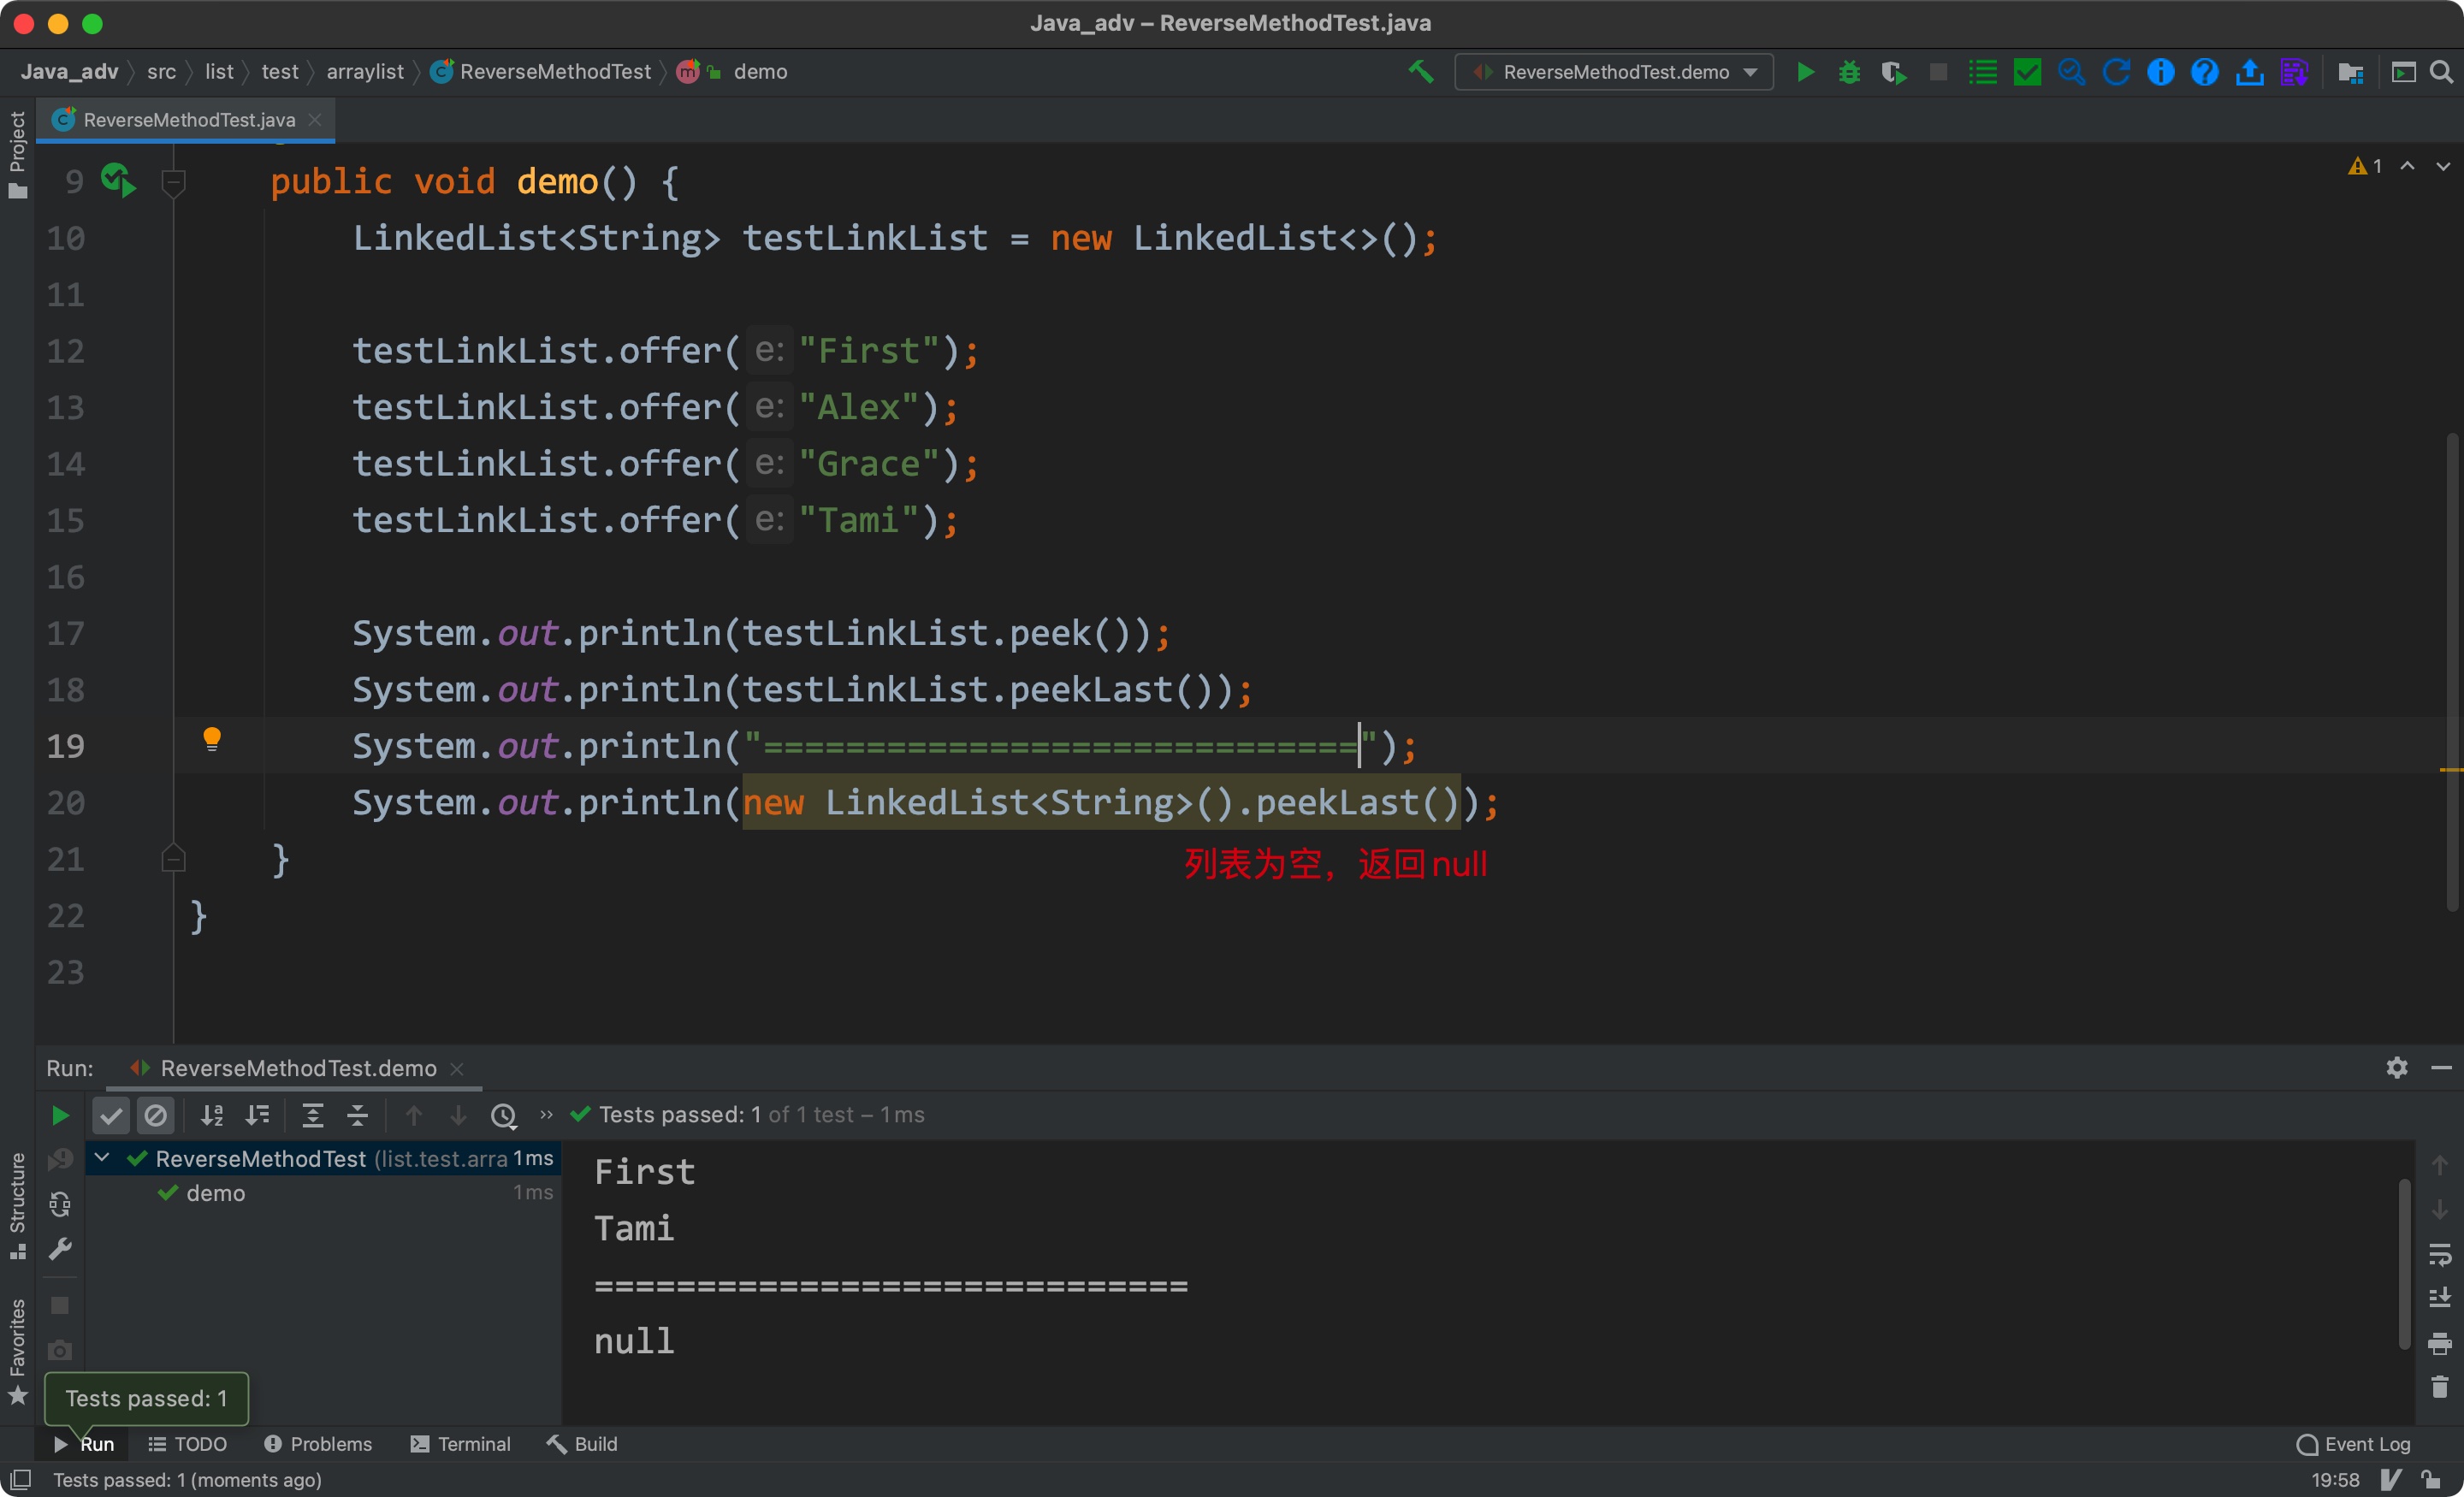 Java_adv – ReverseMethodTest.java
Java_adv src list test arraylist ReverseMethodTest demo ReverseMethodTest.demo
Project
ReverseMethodTest.java
1
9 public void demo() {
10 LinkedList<String> testLinkList = new LinkedList<>();
11
12 testLinkList.offer( e: "First");
13 testLinkList.offer( e: "Alex");
14 testLinkList.offer( e: "Grace");
15 testLinkList.offer( e: "Tami");
16
17 System.out.println(testLinkList.peek());
18 System.out.println(testLinkList.peekLast());
19 System.out.println("=============================");
20 System.out.println(new LinkedList<String>().peekLast());
21 }
列表为空，返回null
22 }
23
Run: ReverseMethodTest.demo
Tests passed: 1 of 1 test – 1ms
ReverseMethodTest (list.test.arra 1ms
demo 1ms
First
Tami
=============================
null
Structure
Favorites
Tests passed: 1
Run TODO Problems Terminal Build Event Log
Tests passed: 1 (moments ago) 19:58